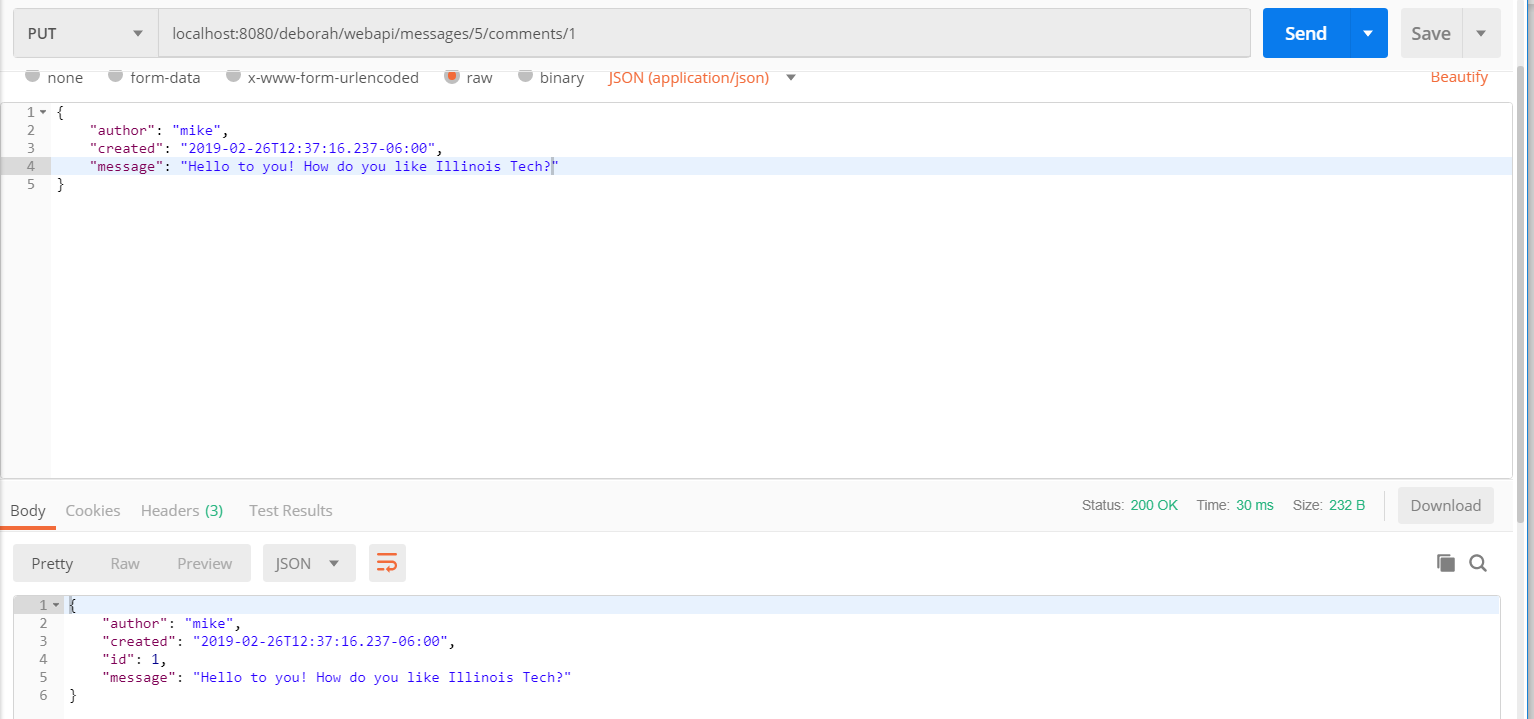 PUT localhost:8080/deborah/webapi/messages/5/comments/1 Send Save
none form-data x-www-form-urlencoded raw binary JSON (application/json) Beautify
1 {
2 "author": "mike",
3 "created": "2019-02-26T12:37:16.237-06:00",
4 "message": "Hello to you! How do you like Illinois Tech?"
5 }
Body Cookies Headers (3) Test Results Status: 200 OK Time: 30 ms Size: 232 B Download
Pretty Raw Preview JSON
1 {
2 "author": "mike",
3 "created": "2019-02-26T12:37:16.237-06:00",
4 "id": 1,
5 "message": "Hello to you! How do you like Illinois Tech?"
6 }